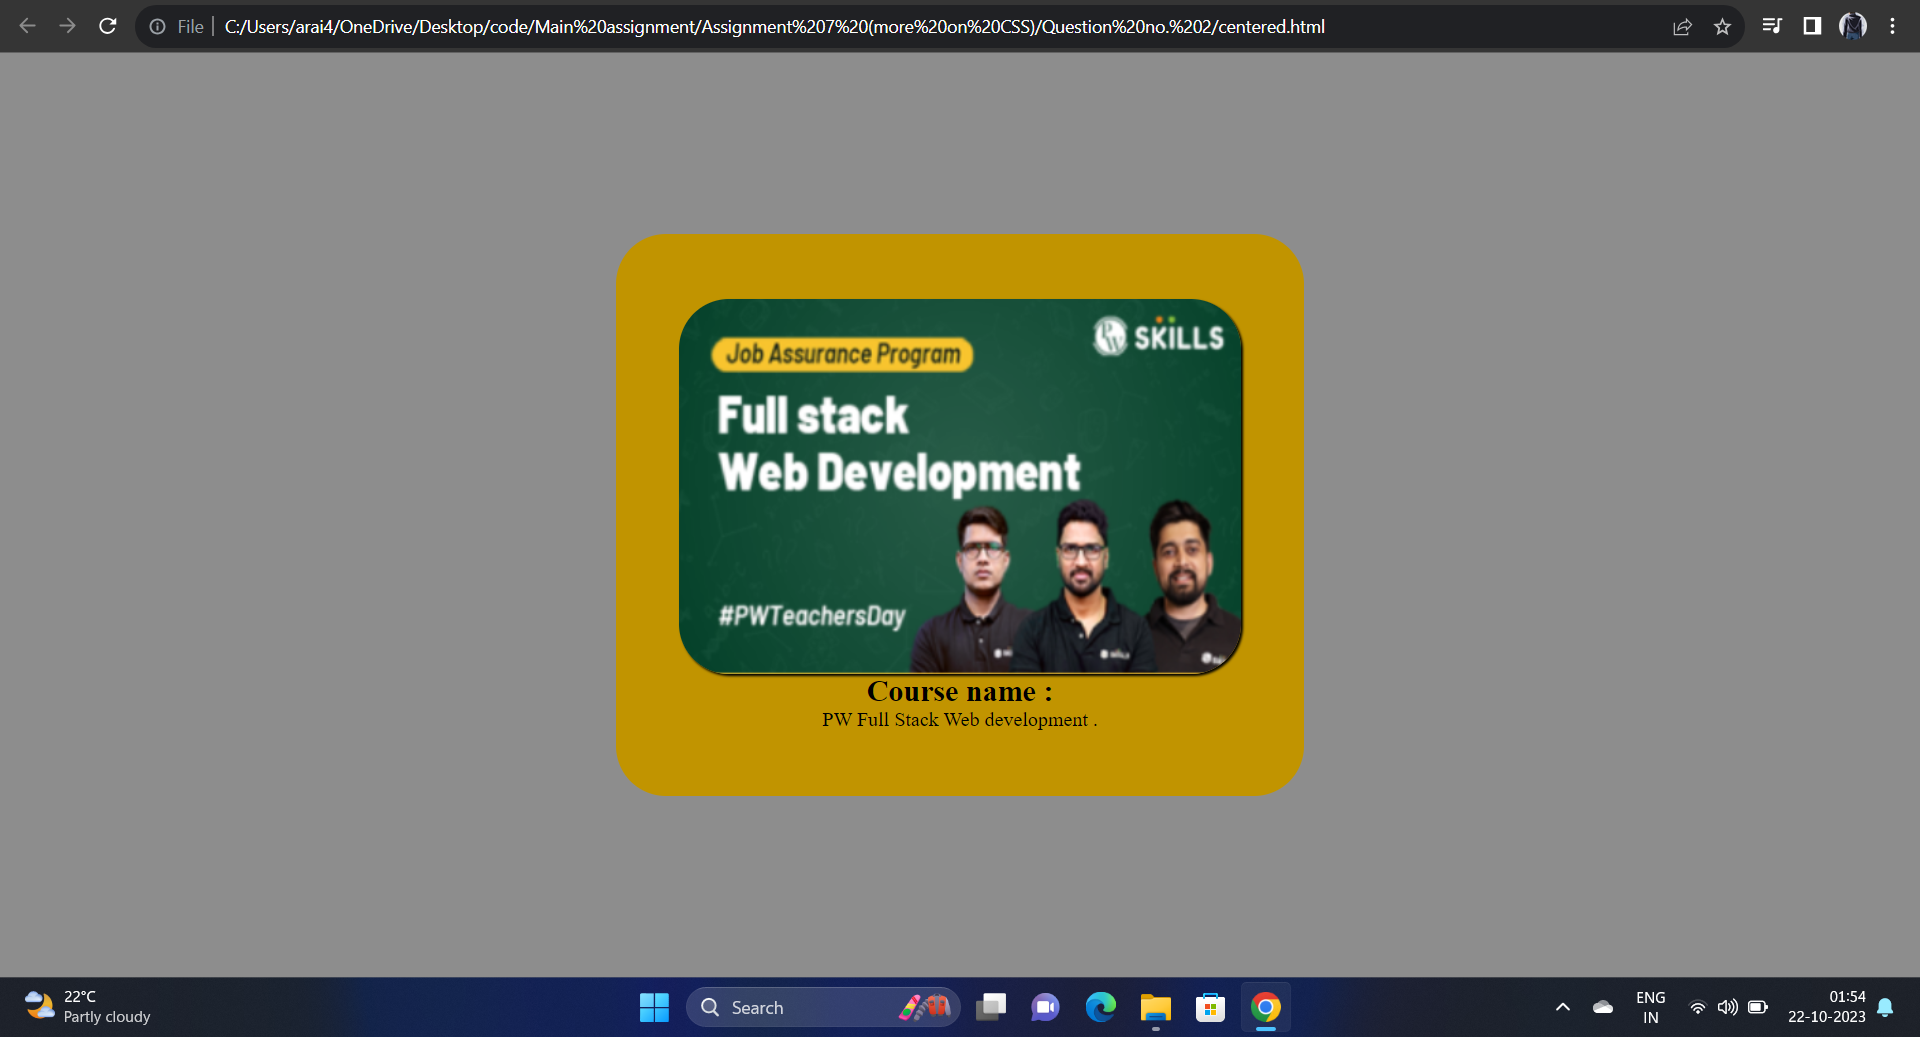 File | C:/Users/arai4/OneDrive/Desktop/code/Main%20assignment/Assignment%207%20(more%20on%20CSS)/Question%20no.%202/centered.html
PW SKILLS
Job Assurance Program
Full stack
Web Development
#PWTeachersDay
SKILLS
Course name :
PW Full Stack Web development .
22°C
Partly cloudy
Search
ENG
IN
01:54
22-10-2023